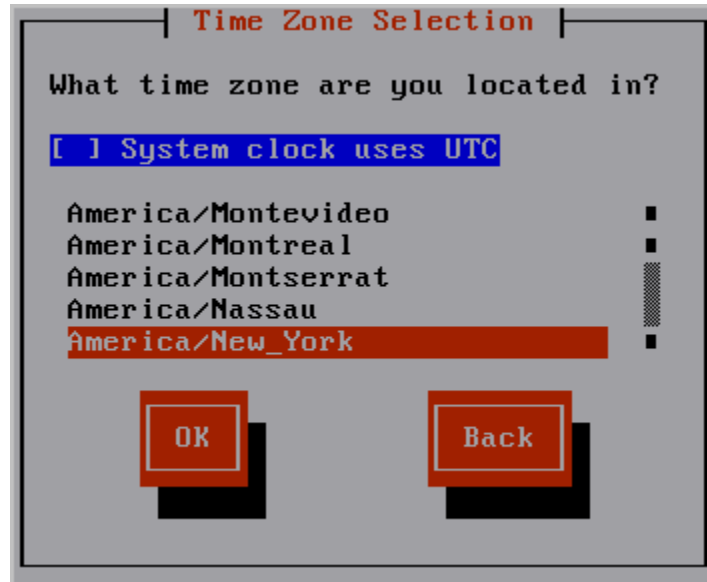 Time Zone Selection
What time zone are you located in?
[ ] System clock uses UTC
America/Montevideo
America/Montreal
America/Montserrat
America/Nassau
America/New_York
OK Back